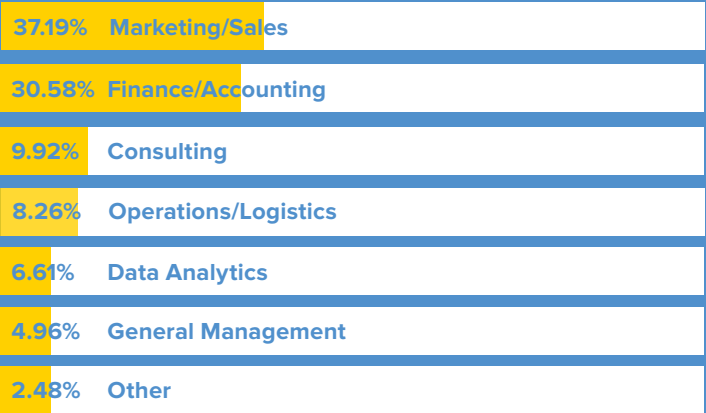 37.19% Marketing/Sales
30.58% Finance/Accounting
9.92% Consulting
8.26% Operations/Logistics
6.61% Data Analytics
4.96% General Management
2.48% Other